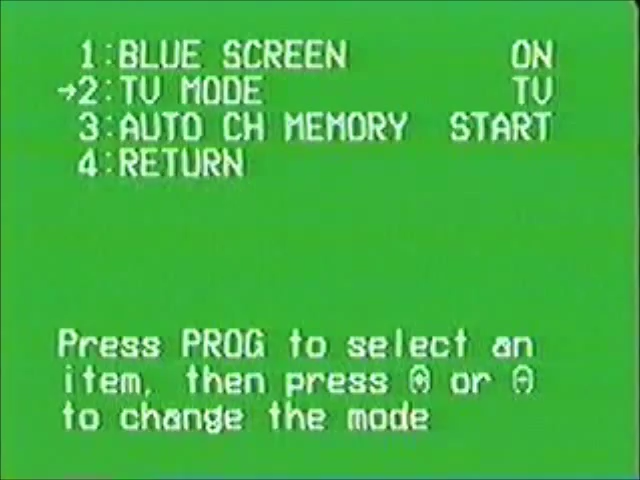 1:BLUE SCREEN ON
→2:TV MODE TV
3:AUTO CH MEMORY START
4:RETURN
Press PROG to select an
item, then press ⊕ or ⊖
to change the mode